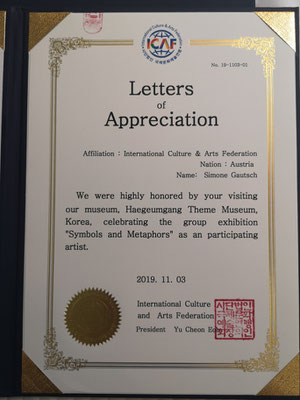 ICAF
No. 19-1103-02
Letters
of
Appreciation
Affiliation : International Culture & Arts Federation
Nation : Austria
Name: Simone Gautsch
We were highly honored by your visiting
our museum, Haegeumgang Theme Museum,
Korea, celebrating the group exhibition
"Symbols and Metaphors" as an participating
artist.
2019. 11. 03
International Culture
and Arts Federation
President Yu Cheon